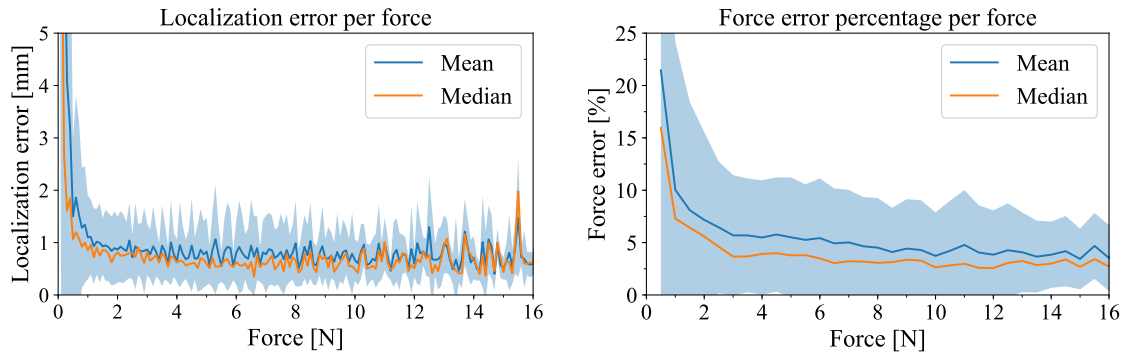 Localization error per force
Localization error [mm]
5
4
3
2
1
0
0 2 4 6 8 10 12 14 16
Force [N]
Mean
Median
Force error percentage per force
Force error [%]
25
20
15
10
5
0
0 2 4 6 8 10 12 14 16
Force [N]
Mean
Median